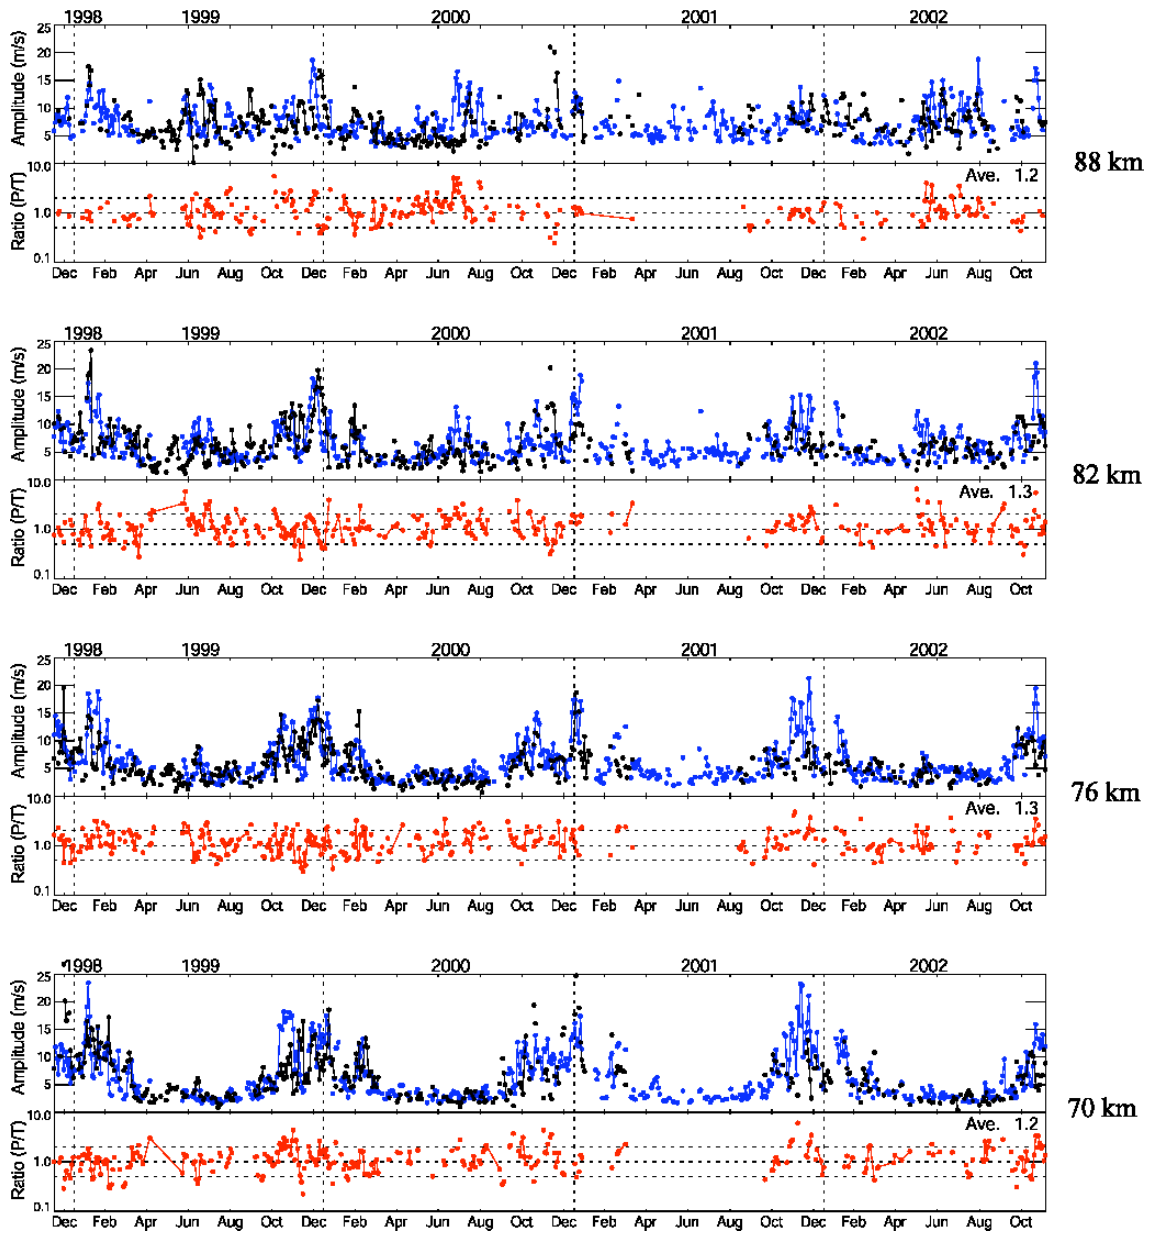 1998 1999 2000 2001 2002
25
20
15
10
5
Amplitude (m/s)
10.0
1.0
0.1
Ratio (P/T)
Ave. 1.2
Dec Feb Apr Jun Aug Oct Dec Feb Apr Jun Aug Oct Dec Feb Apr Jun Aug Oct Dec Feb Apr Jun Aug Oct
88 km
1998 1999 2000 2001 2002
25
20
15
10
5
Amplitude (m/s)
10.0
1.0
0.1
Ratio (P/T)
Ave. 1.3
Dec Feb Apr Jun Aug Oct Dec Feb Apr Jun Aug Oct Dec Feb Apr Jun Aug Oct Dec Feb Apr Jun Aug Oct
82 km
1998 1999 2000 2001 2002
25
20
15
10
5
Amplitude (m/s)
10.0
1.0
0.1
Ratio (P/T)
Ave. 1.3
Dec Feb Apr Jun Aug Oct Dec Feb Apr Jun Aug Oct Dec Feb Apr Jun Aug Oct Dec Feb Apr Jun Aug Oct
76 km
1998 1999 2000 2001 2002
25
20
15
10
5
Amplitude (m/s)
10.0
1.0
0.1
Ratio (P/T)
Ave. 1.2
Dec Feb Apr Jun Aug Oct Dec Feb Apr Jun Aug Oct Dec Feb Apr Jun Aug Oct Dec Feb Apr Jun Aug Oct
70 km